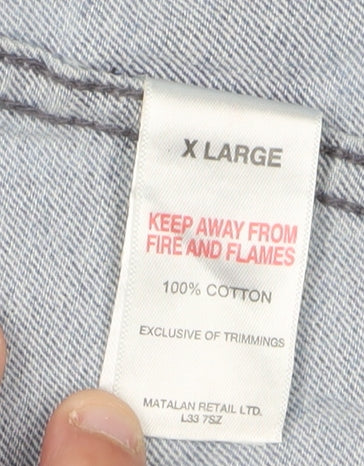 X LARGE
KEEP AWAY FROM
FIRE AND FLAMES
100% COTTON
EXCLUSIVE OF TRIMMINGS
MATALAN RETAIL LTD.
L33 7SZ